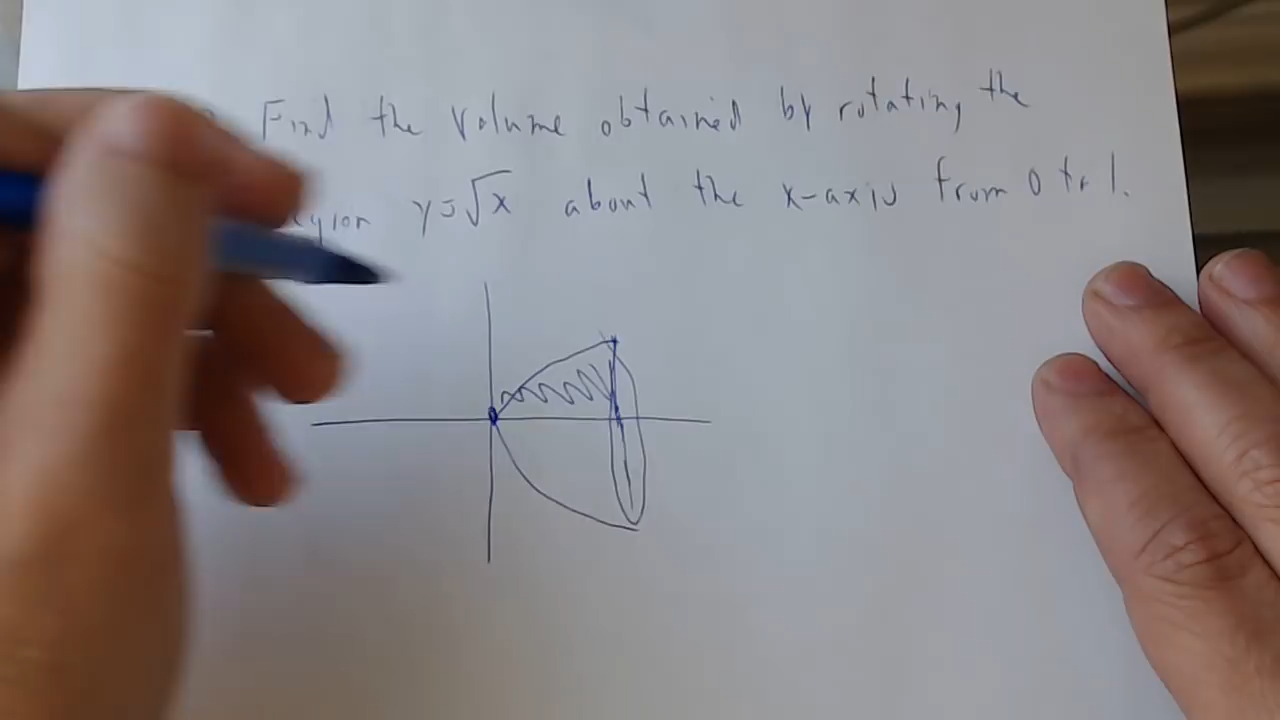 Find the volume obtained by rotating the
y=√x about the x-axis from 0 to 1.